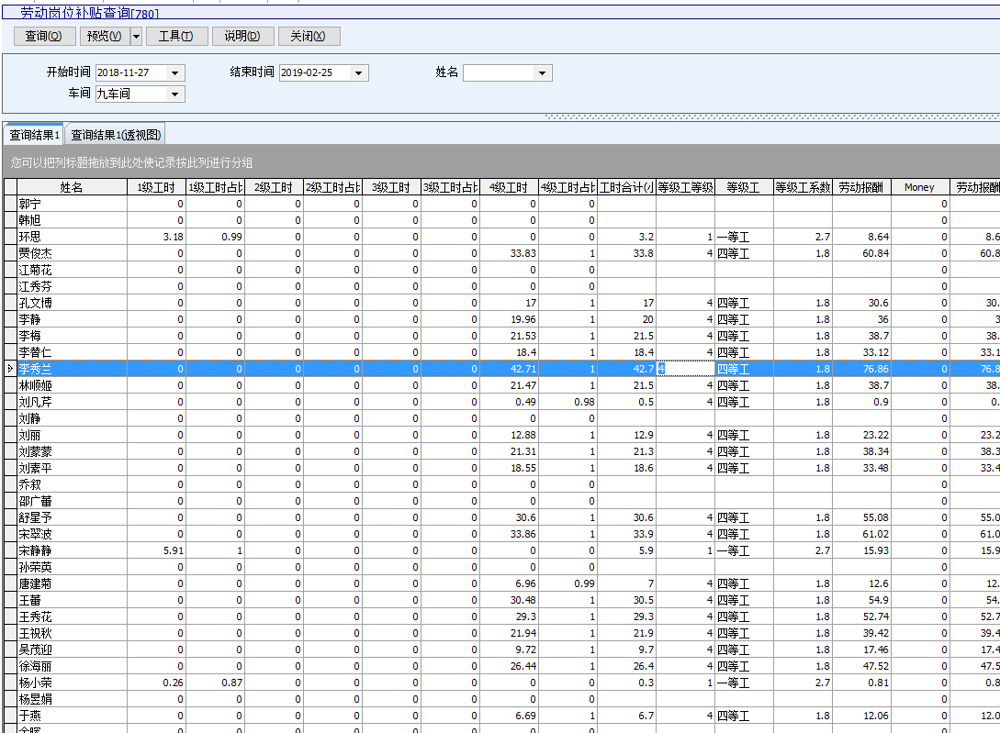 劳动岗位补贴查询[780]
查询(Q) 预览(V) 工具(T) 说明(D) 关闭(X)
开始时间 2018-11-27 结束时间 2019-02-25 姓名
车间 九车间
查询结果1 查询结果1(透视图)
您可以把列标题拖放到此处使记录按此列进行分组
姓名 1级工时 1级工时占比 2级工时 2级工时占比 3级工时 3级工时占比 4级工时 4级工时占比 工时合计(小 等级工等级 等级工 等级工系数 劳动报酬 Money 劳动报酬
郭宁 0 0 0 0 0 0 0 0 0
韩旭 0 0 0 0 0 0 0 0 0
环思 3.18 0.99 0 0 0 0 0 0 3.2 1 一等工 2.7 8.64 0 8.6
贾俊杰 0 0 0 0 0 0 33.83 1 33.8 4 四等工 1.8 60.84 0 60.8
江菊花 0 0 0 0 0 0 0 0 0
江秀芬 0 0 0 0 0 0 0 0 0
孔文博 0 0 0 0 0 0 17 1 17 4 四等工 1.8 30.6 0 30.
李静 0 0 0 0 0 0 19.96 1 20 4 四等工 1.8 36 0 3
李梅 0 0 0 0 0 0 21.53 1 21.5 4 四等工 1.8 38.7 0 38.
李替仁 0 0 0 0 0 0 18.4 1 18.4 4 四等工 1.8 33.12 0 33.1
李秀兰 0 0 0 0 0 0 42.71 1 42.7 4 四等工 1.8 76.86 0 76.8
林顺姬 0 0 0 0 0 0 21.47 1 21.5 4 四等工 1.8 38.7 0 38.
刘凡芹 0 0 0 0 0 0 0.49 0.98 0.5 4 四等工 1.8 0.9 0 0.
刘静 0 0 0 0 0 0 0 0 0
刘丽 0 0 0 0 0 0 12.88 1 12.9 4 四等工 1.8 23.22 0 23.2
刘蒙蒙 0 0 0 0 0 0 21.31 1 21.3 4 四等工 1.8 38.34 0 38.3
刘素平 0 0 0 0 0 0 18.55 1 18.6 4 四等工 1.8 33.48 0 33.4
乔叙 0 0 0 0 0 0 0 0 0
邵广蕾 0 0 0 0 0 0 0 0 0
舒星予 0 0 0 0 0 0 30.6 1 30.6 4 四等工 1.8 55.08 0 55.0
宋翠波 0 0 0 0 0 0 33.86 1 33.9 4 四等工 1.8 61.02 0 61.0
宋静静 5.91 1 0 0 0 0 0 0 5.9 1 一等工 2.7 15.93 0 15.9
孙荣英 0 0 0 0 0 0 0 0 0
唐建菊 0 0 0 0 0 0 6.96 0.99 7 4 四等工 1.8 12.6 0 12.
王蕾 0 0 0 0 0 0 30.48 1 30.5 4 四等工 1.8 54.9 0 54.
王秀花 0 0 0 0 0 0 29.3 1 29.3 4 四等工 1.8 52.74 0 52.7
王祝秋 0 0 0 0 0 0 21.94 1 21.9 4 四等工 1.8 39.42 0 39.4
吴茂迎 0 0 0 0 0 0 9.72 1 9.7 4 四等工 1.8 17.46 0 17.4
徐海丽 0 0 0 0 0 0 26.44 1 26.4 4 四等工 1.8 47.52 0 47.5
杨小荣 0.26 0.87 0 0 0 0 0 0 0.3 1 一等工 2.7 0.81 0 0.8
杨昱娟 0 0 0 0 0 0 0 0 0
于燕 0 0 0 0 0 0 6.69 1 6.7 4 四等工 1.8 12.06 0 12.0